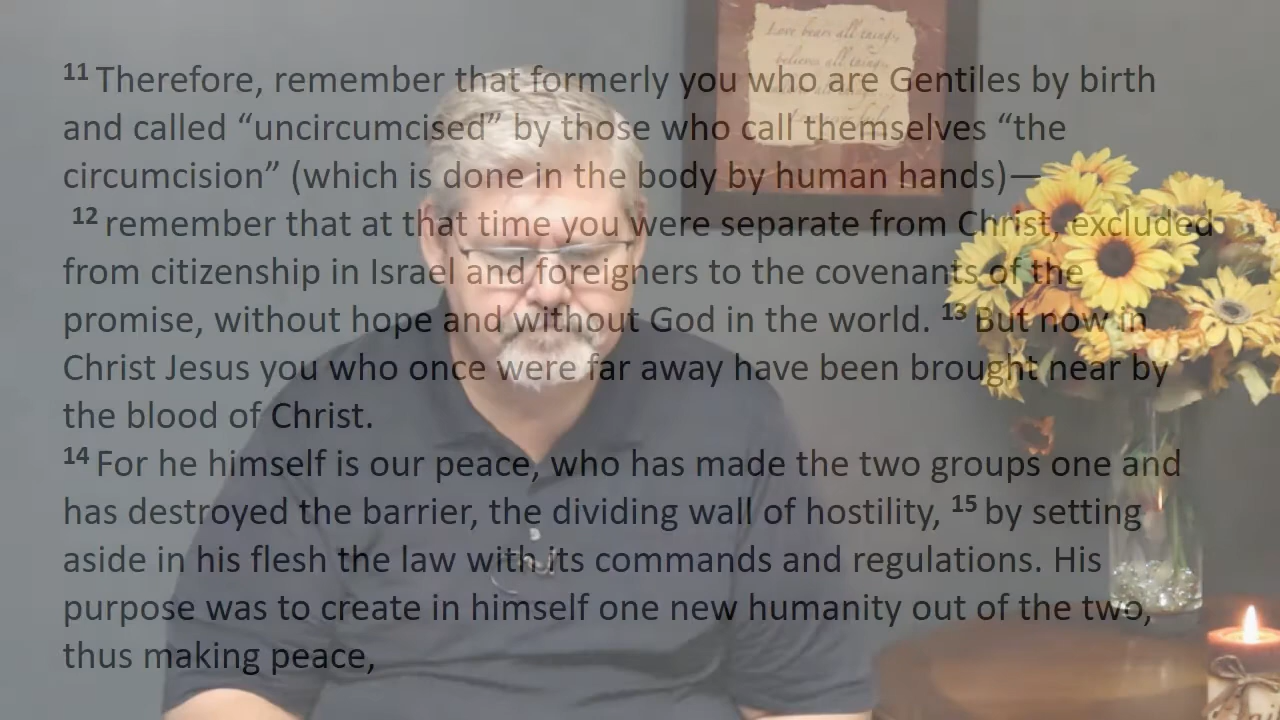 11 Therefore, remember that formerly you who are Gentiles by birth
and called “uncircumcised” by those who call themselves “the
circumcision” (which is done in the body by human hands)—
12 remember that at that time you were separate from Christ, excluded
from citizenship in Israel and foreigners to the covenants of the
promise, without hope and without God in the world. 13 But now in
Christ Jesus you who once were far away have been brought near by
the blood of Christ.
14 For he himself is our peace, who has made the two groups one and
has destroyed the barrier, the dividing wall of hostility, 15 by setting
aside in his flesh the law with its commands and regulations. His
purpose was to create in himself one new humanity out of the two,
thus making peace,
Love bears all things,
believes all things,